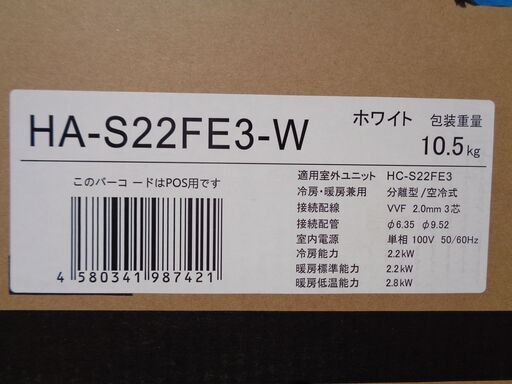 HA-S22FE3-W
ホワイト 包装重量
10.5kg
このバーコードはPOS用です
4 580341 987421
適用室外ユニット HC-S22FE3
冷房・暖房兼用 分離型/空冷式
接続配線 VVF 2.0mm 3芯
接続配管 φ6.35 φ9.52
室内電源 単相 100V 50/60Hz
冷房能力 2.2kW
暖房標準能力 2.2kW
暖房低温能力 2.8kW